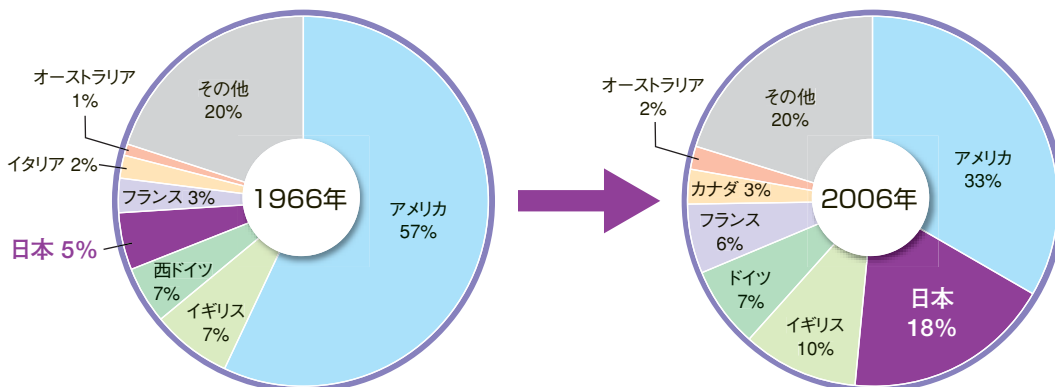 1966年
アメリカ
57%
イギリス
7%
西ドイツ
7%
日本 5%
フランス 3%
イタリア 2%
オーストラリア
1%
その他
20%
2006年
アメリカ
33%
日本
18%
イギリス
10%
ドイツ
7%
フランス
6%
カナダ 3%
オーストラリア
2%
その他
20%